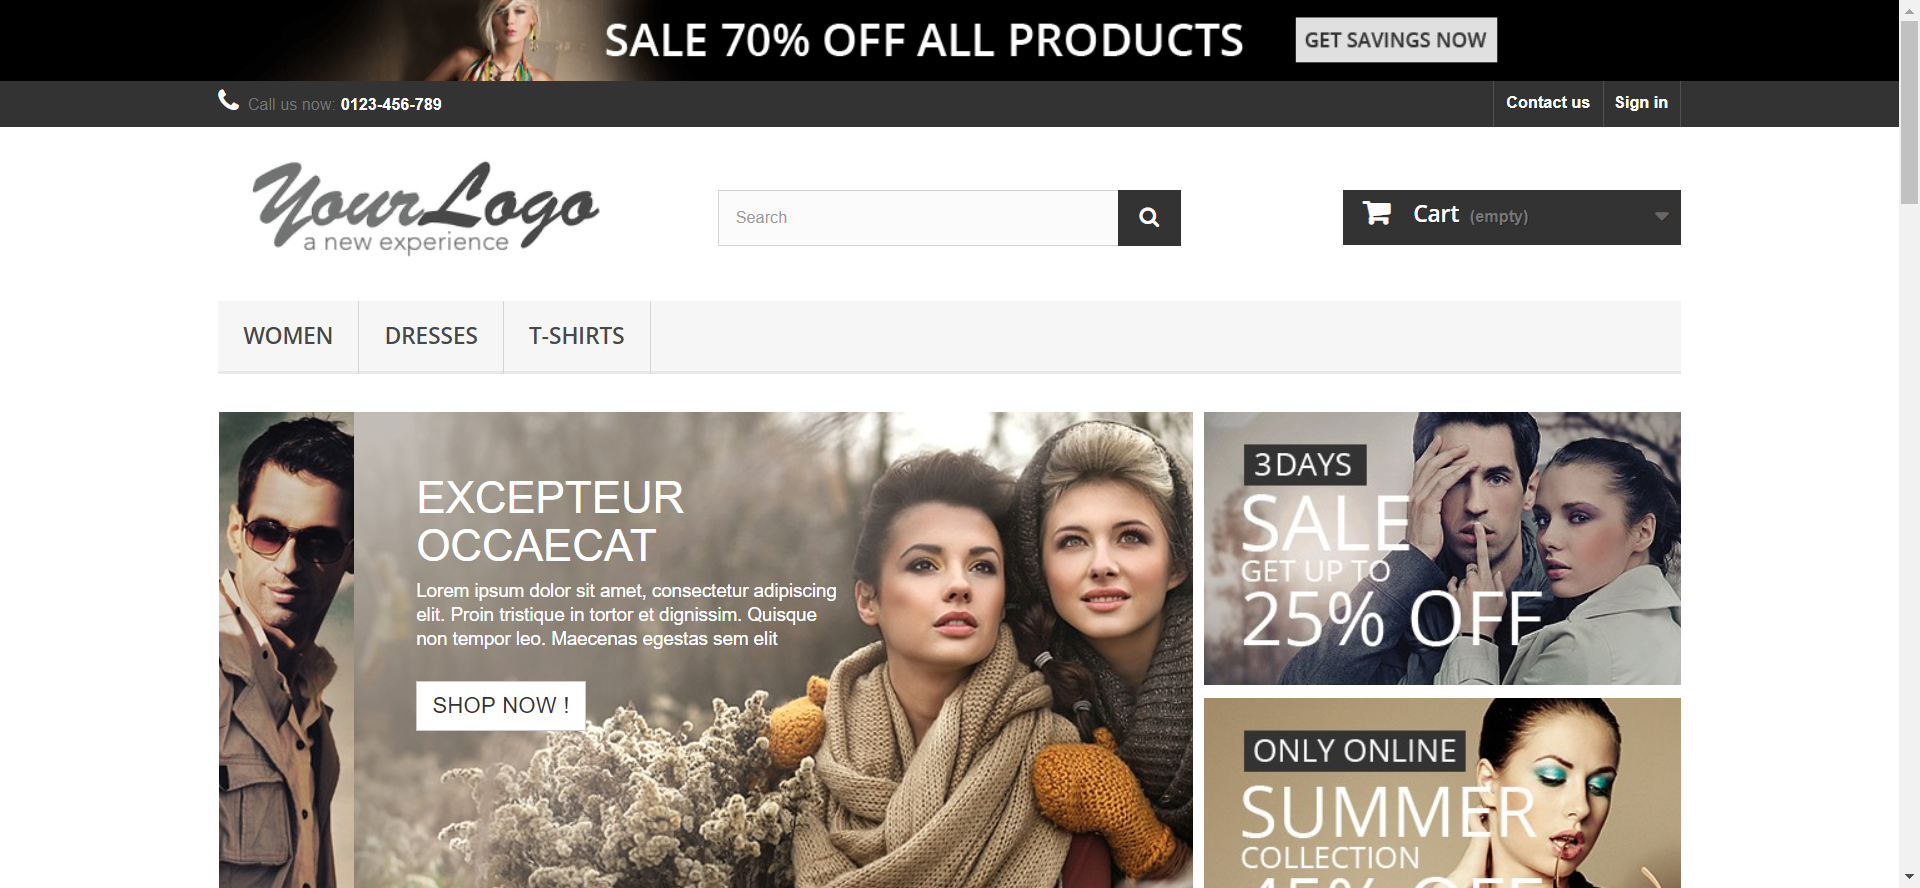 SALE 70% OFF ALL PRODUCTS
GET SAVINGS NOW
Call us now: 0123-456-789
Contact us
Sign in
Your Logo
a new experience
Search
Cart (empty)
WOMEN
DRESSES
T-SHIRTS
EXCEPTEUR
OCCAECAT
Lorem ipsum dolor sit amet, consectetur adipiscing
elit. Proin tristique in tortor et dignissim. Quisque
non tempor leo. Maecenas egestas sem elit
SHOP NOW !
3 DAYS
SALE
GET UP TO
25% OFF
ONLY ONLINE
SUMMER
COLLECTION
45% OFF